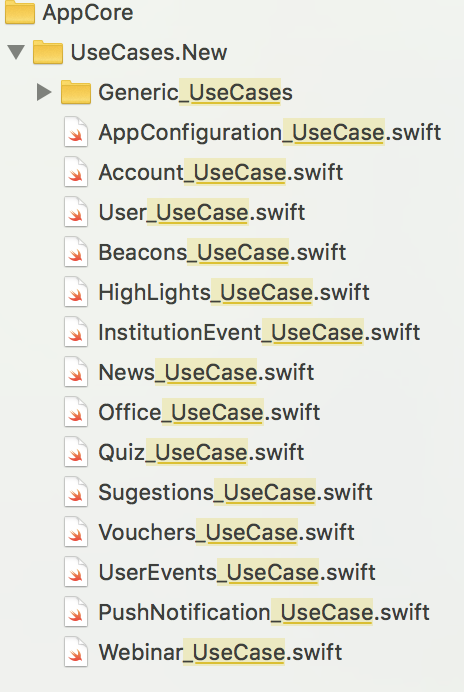 AppCore
UseCases.New
Generic_UseCases
AppConfiguration_UseCase.swift
Account_UseCase.swift
User_UseCase.swift
Beacons_UseCase.swift
HighLights_UseCase.swift
InstitutionEvent_UseCase.swift
News_UseCase.swift
Office_UseCase.swift
Quiz_UseCase.swift
Sugestions_UseCase.swift
Vouchers_UseCase.swift
UserEvents_UseCase.swift
PushNotification_UseCase.swift
Webinar_UseCase.swift